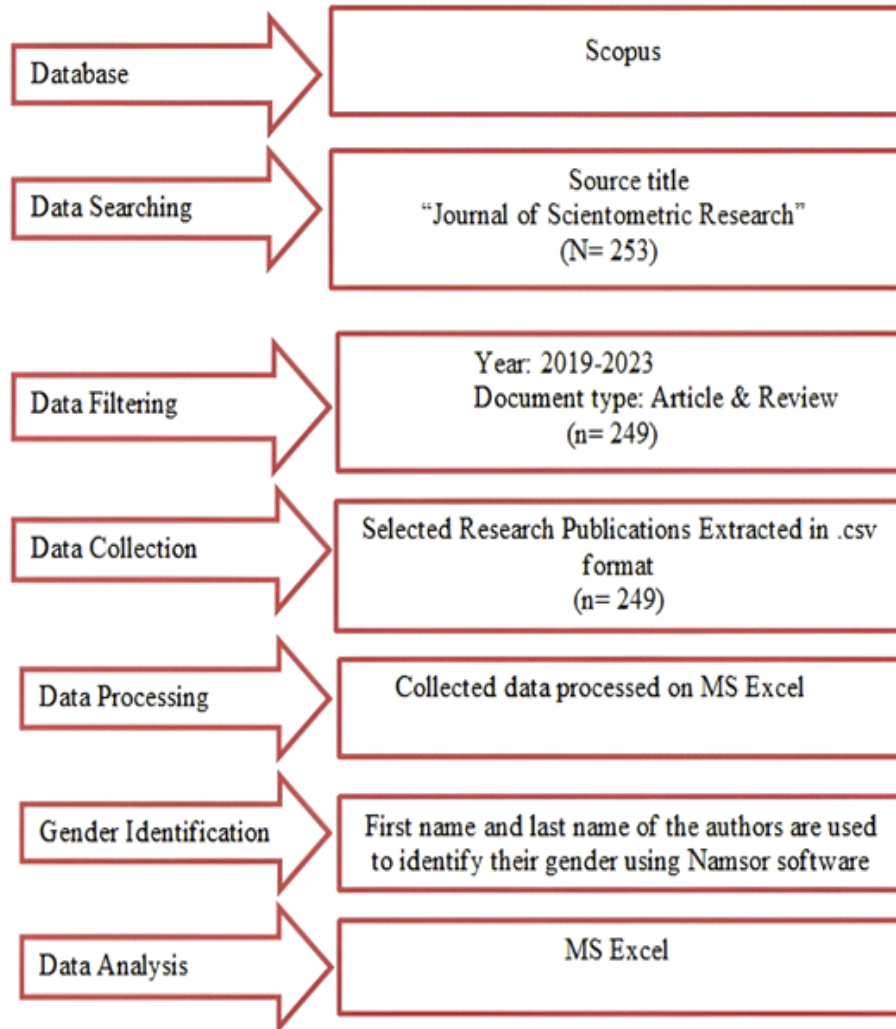 Database
Scopus
Data Searching
Source title
“Journal of Scientometric Research”
(N= 253)
Data Filtering
Year: 2019-2023
Document type: Article & Review
(n= 249)
Data Collection
Selected Research Publications Extracted in .csv
format
(n= 249)
Data Processing
Collected data processed on MS Excel
Gender Identification
First name and last name of the authors are used
to identify their gender using Namsor software
Data Analysis
MS Excel